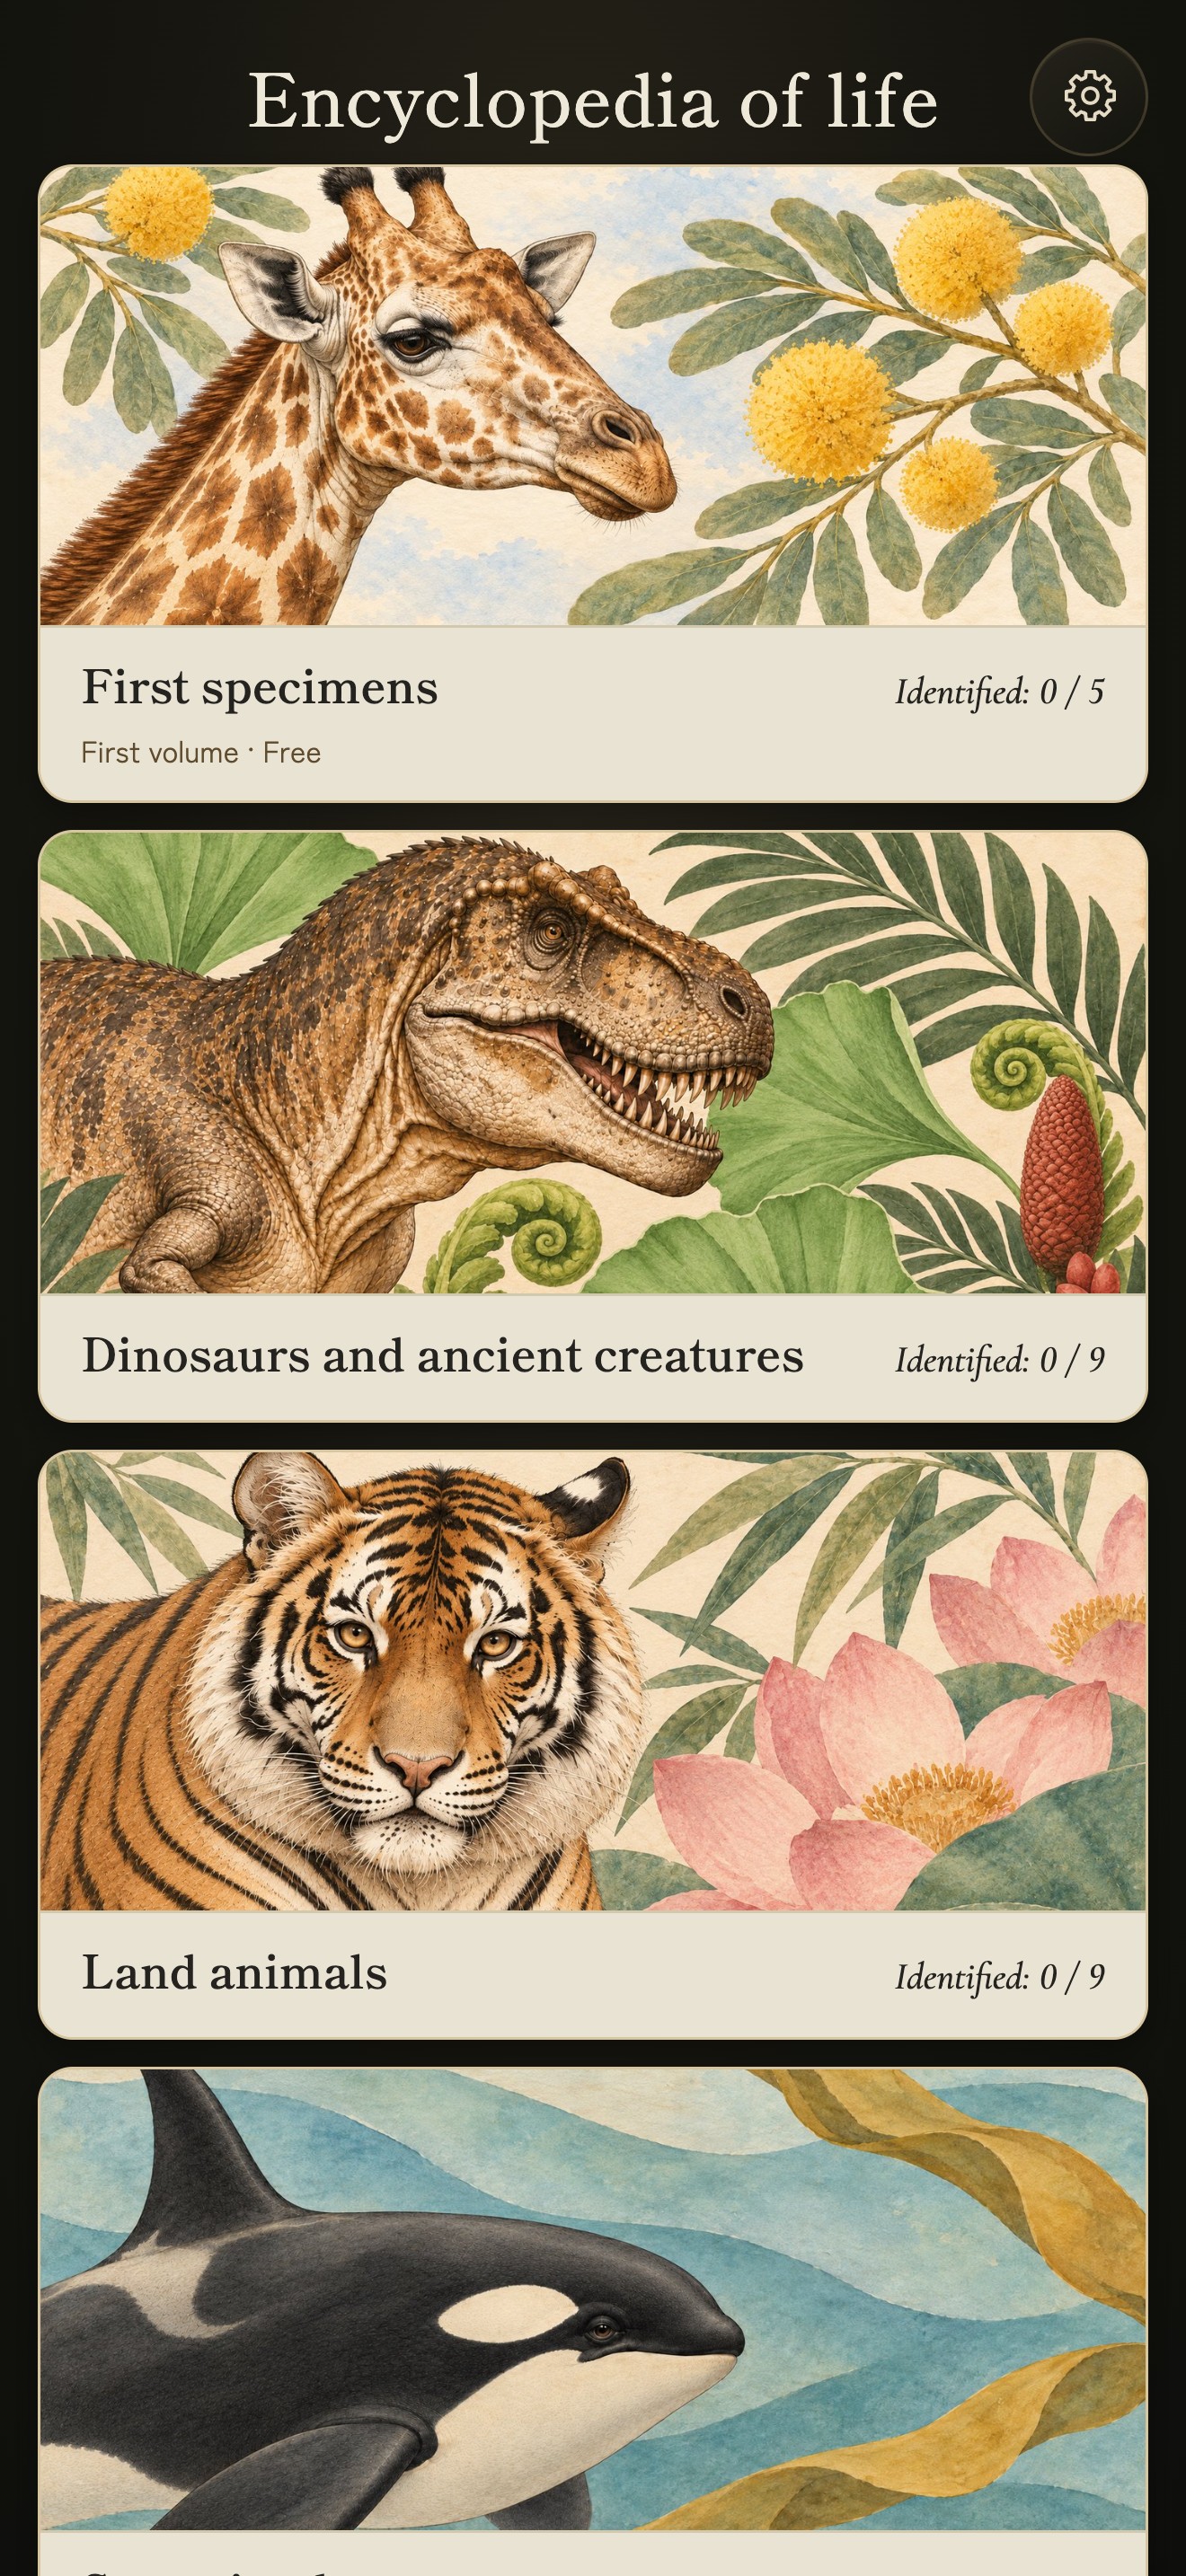 Encyclopedia of life
First specimens
Identified: 0 / 5
First volume · Free
Dinosaurs and ancient creatures
Identified: 0 / 9
Land animals
Identified: 0 / 9